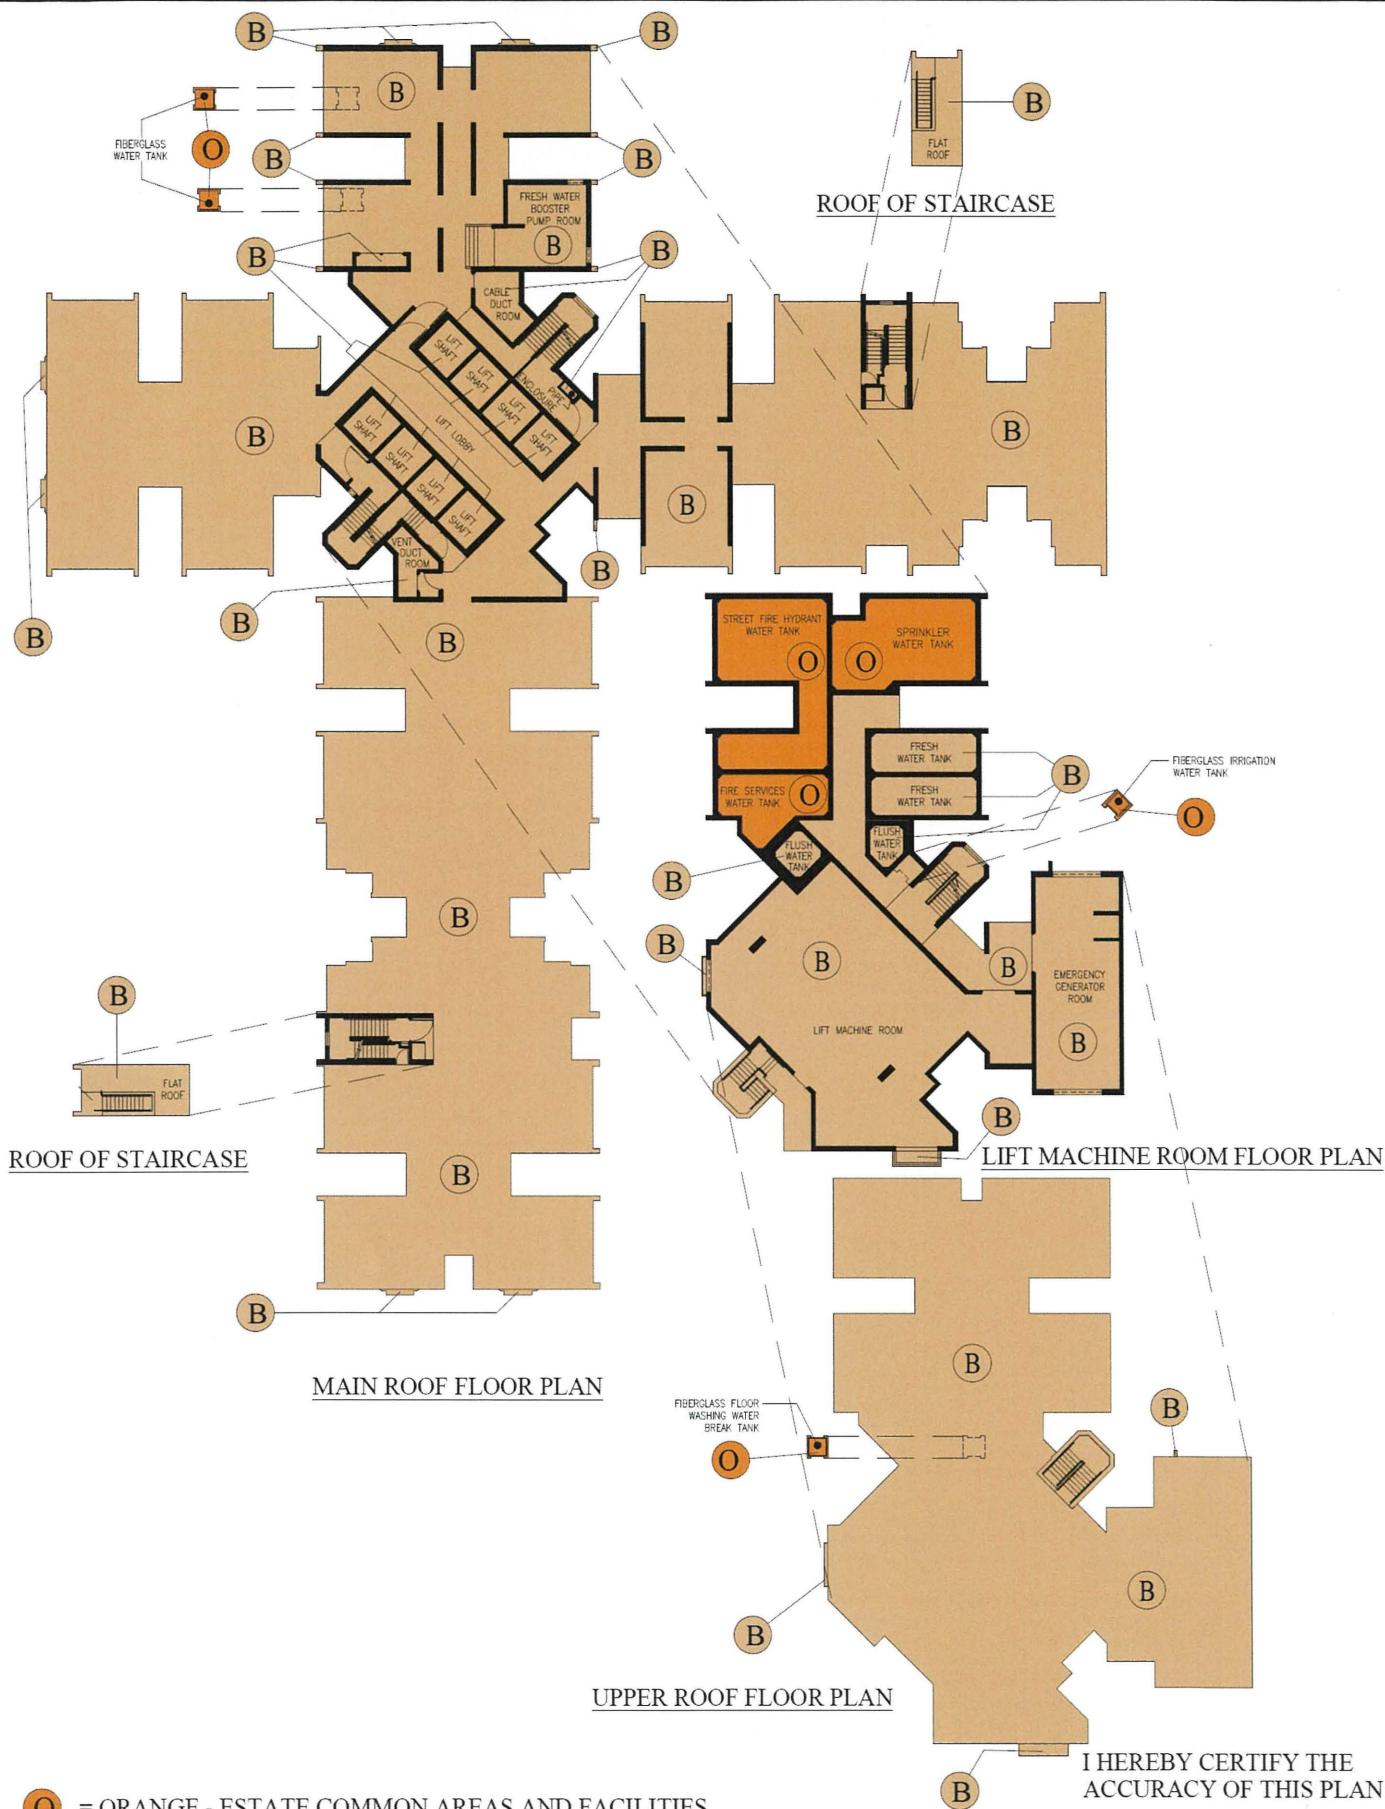 B
B
B
B
FIBERGLASS
WATER TANK
O
B
B
FLAT
ROOF
ROOF OF STAIRCASE
FRESH WATER
BOOSTER
PUMP ROOM
B
B
B
CABLE
DUCT
ROOM
LIFT
SHAFT
LIFT
SHAFT
LIFT
SHAFT
LIFT
SHAFT
PIPE
ENCLOSURE
LIFT LOBBY
LIFT
SHAFT
LIFT
SHAFT
LIFT
SHAFT
LIFT
SHAFT
B
B
B
VENT
DUCT
ROOM
B
B
B
B
STREET FIRE HYDRANT
WATER TANK
O
SPRINKLER
WATER TANK
O
FRESH
WATER TANK
FRESH
WATER TANK
B
FIBERGLASS IRRIGATION
WATER TANK
O
FIRE SERVICES
WATER TANK
O
FLUSH
WATER
TANK
FLUSH
WATER
TANK
B
B
B
B
B
EMERGENCY
GENERATOR
ROOM
B
LIFT MACHINE ROOM
B
FLAT
ROOF
ROOF OF STAIRCASE
B
LIFT MACHINE ROOM FLOOR PLAN
B
B
MAIN ROOF FLOOR PLAN
B
FIBERGLASS FLOOR
WASHING WATER
BREAK TANK
O
B
B
B
UPPER ROOF FLOOR PLAN
B
I HEREBY CERTIFY THE
ACCURACY OF THIS PLAN
O = ORANGE - ESTATE COMMON AREAS AND FACILITIES